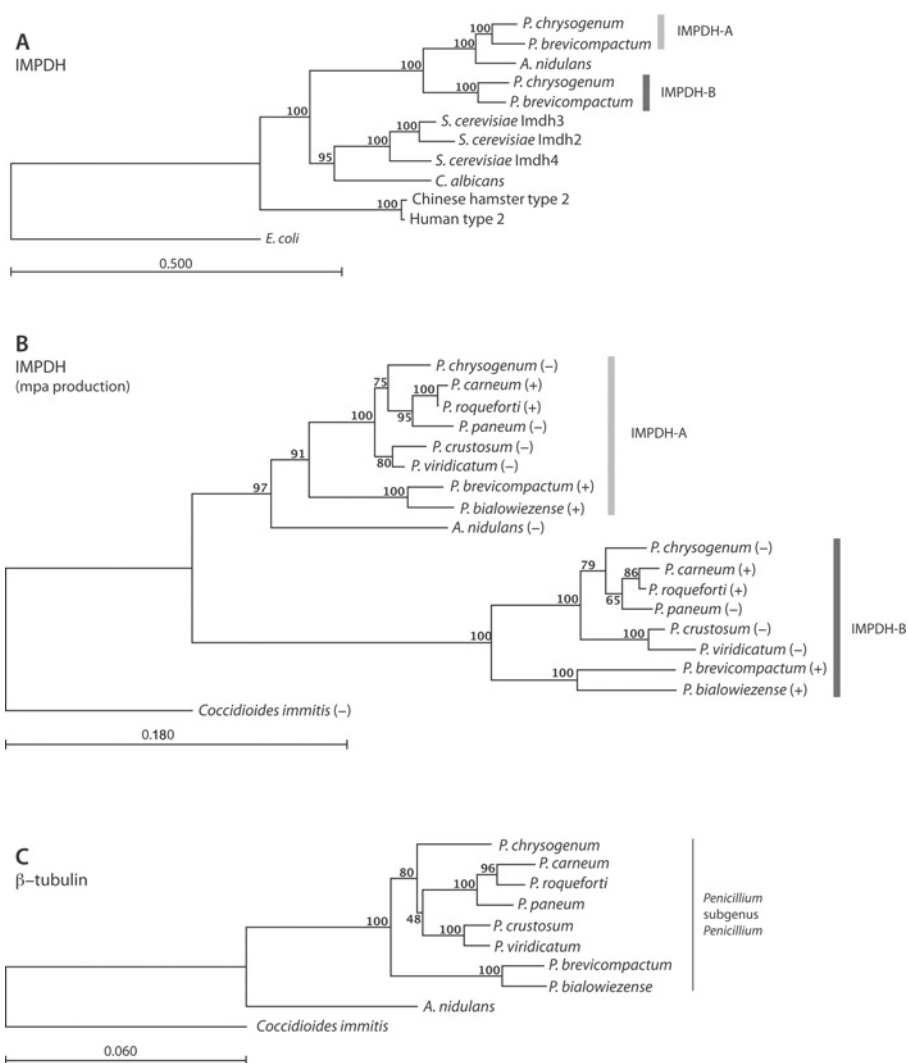 A
IMPDH
100
P. chrysogenum
P. brevicompactum
IMPDH-A
100
A. nidulans
100
100
P. chrysogenum
P. brevicompactum
IMPDH-B
100
100
S. cerevisiae Imdh3
S. cerevisiae Imdh2
100
S. cerevisiae Imdh4
95
C. albicans
100
Chinese hamster type 2
Human type 2
E. coli
0.500
B
IMPDH
(mpa production)
P. chrysogenum (–)
75
100
P. carneum (+)
P. roqueforti (+)
95
P. paneum (–)
100
P. crustosum (–)
80
P. viridicatum (–)
91
100
P. brevicompactum (+)
P. bialowiezense (+)
97
A. nidulans (–)
IMPDH-A
P. chrysogenum (–)
79
86
P. carneum (+)
P. roqueforti (+)
65
P. paneum (–)
100
100
P. crustosum (–)
P. viridicatum (–)
100
100
P. brevicompactum (+)
P. bialowiezense (+)
IMPDH-B
Coccidioides immitis (–)
0.180
C
β–tubulin
P. chrysogenum
80
96
P. carneum
P. roqueforti
100
P. paneum
48
100
P. crustosum
P. viridicatum
100
100
P. brevicompactum
P. bialowiezense
Penicillium
subgenus
Penicillium
A. nidulans
Coccidioides immitis
0.060